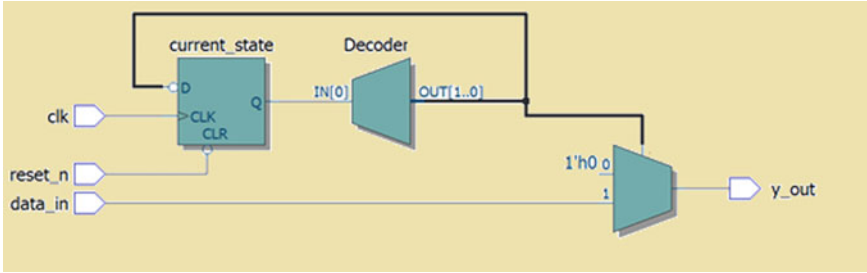 current_state
Decoder
D
Q
IN[0]
OUT[1..0]
clk
CLK
CLR
1'h0 0
reset_n
data_in
1
y_out